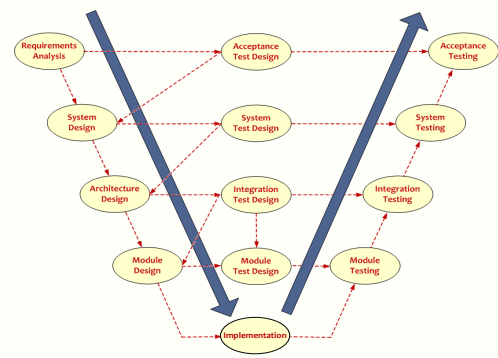 Requirements
Analysis
Acceptance
Test Design
Acceptance
Testing
System
Design
System
Test Design
System
Testing
Architecture
Design
Integration
Test Design
Integration
Testing
Module
Design
Module
Test Design
Module
Testing
Implementation